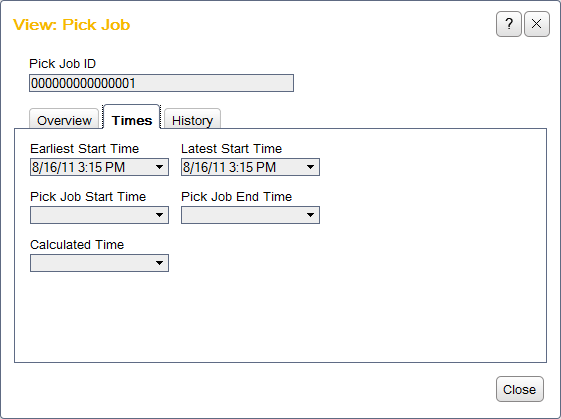 View: Pick Job
?
Pick Job ID
000000000000001
Overview Times History
Earliest Start Time Latest Start Time
8/16/11 3:15 PM 8/16/11 3:15 PM
Pick Job Start Time Pick Job End Time
Calculated Time
Close